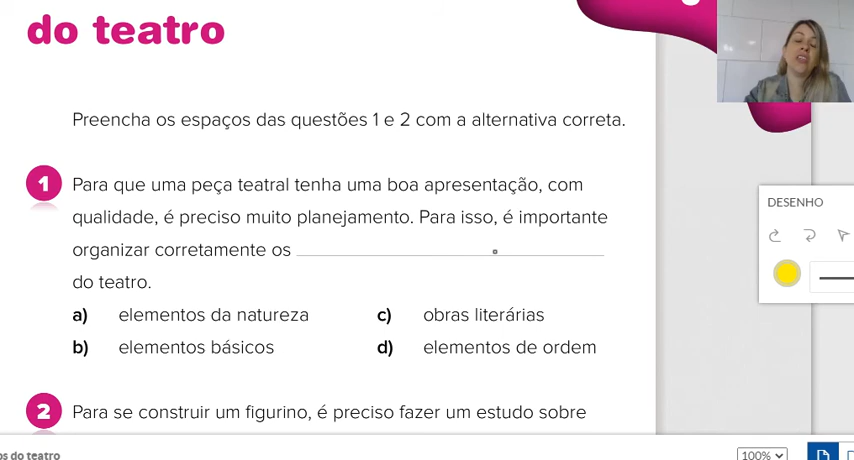 do teatro
Preencha os espaços das questões 1 e 2 com a alternativa correta.
1 Para que uma peça teatral tenha uma boa apresentação, com
qualidade, é preciso muito planejamento. Para isso, é importante
organizar corretamente os
do teatro.
a) elementos da natureza c) obras literárias
b) elementos básicos d) elementos de ordem
2 Para se construir um figurino, é preciso fazer um estudo sobre
DESENHO
os do teatro
100%